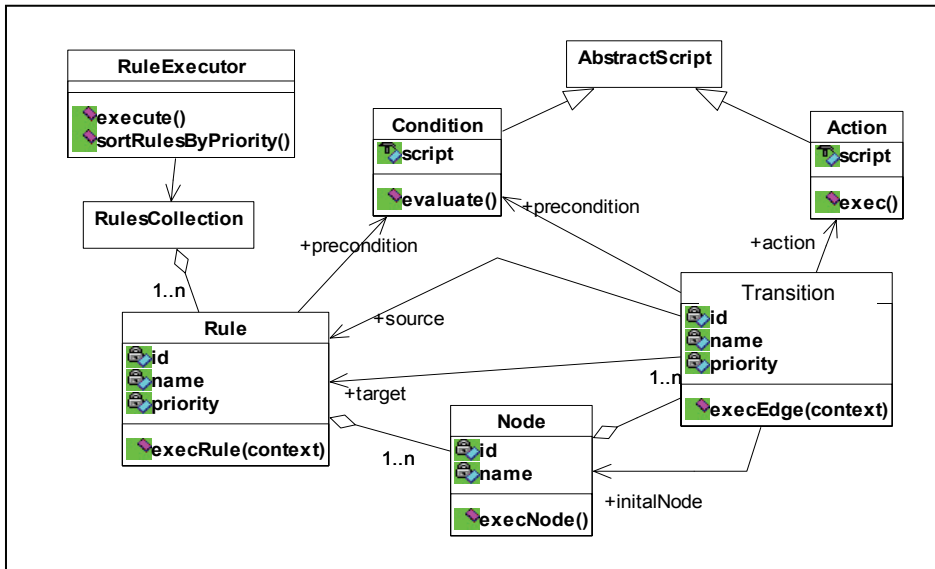 RuleExecutor
execute()
sortRulesByPriority()
RulesCollection
1..n
AbstractScript
Condition
script
evaluate()
Action
script
exec()
+precondition
+precondition
+action
+source
+target
Rule
id
name
priority
execRule(context)
1..n
Node
id
name
execNode()
Transition
id
name
priority
execEdge(context)
1..n
+initalNode